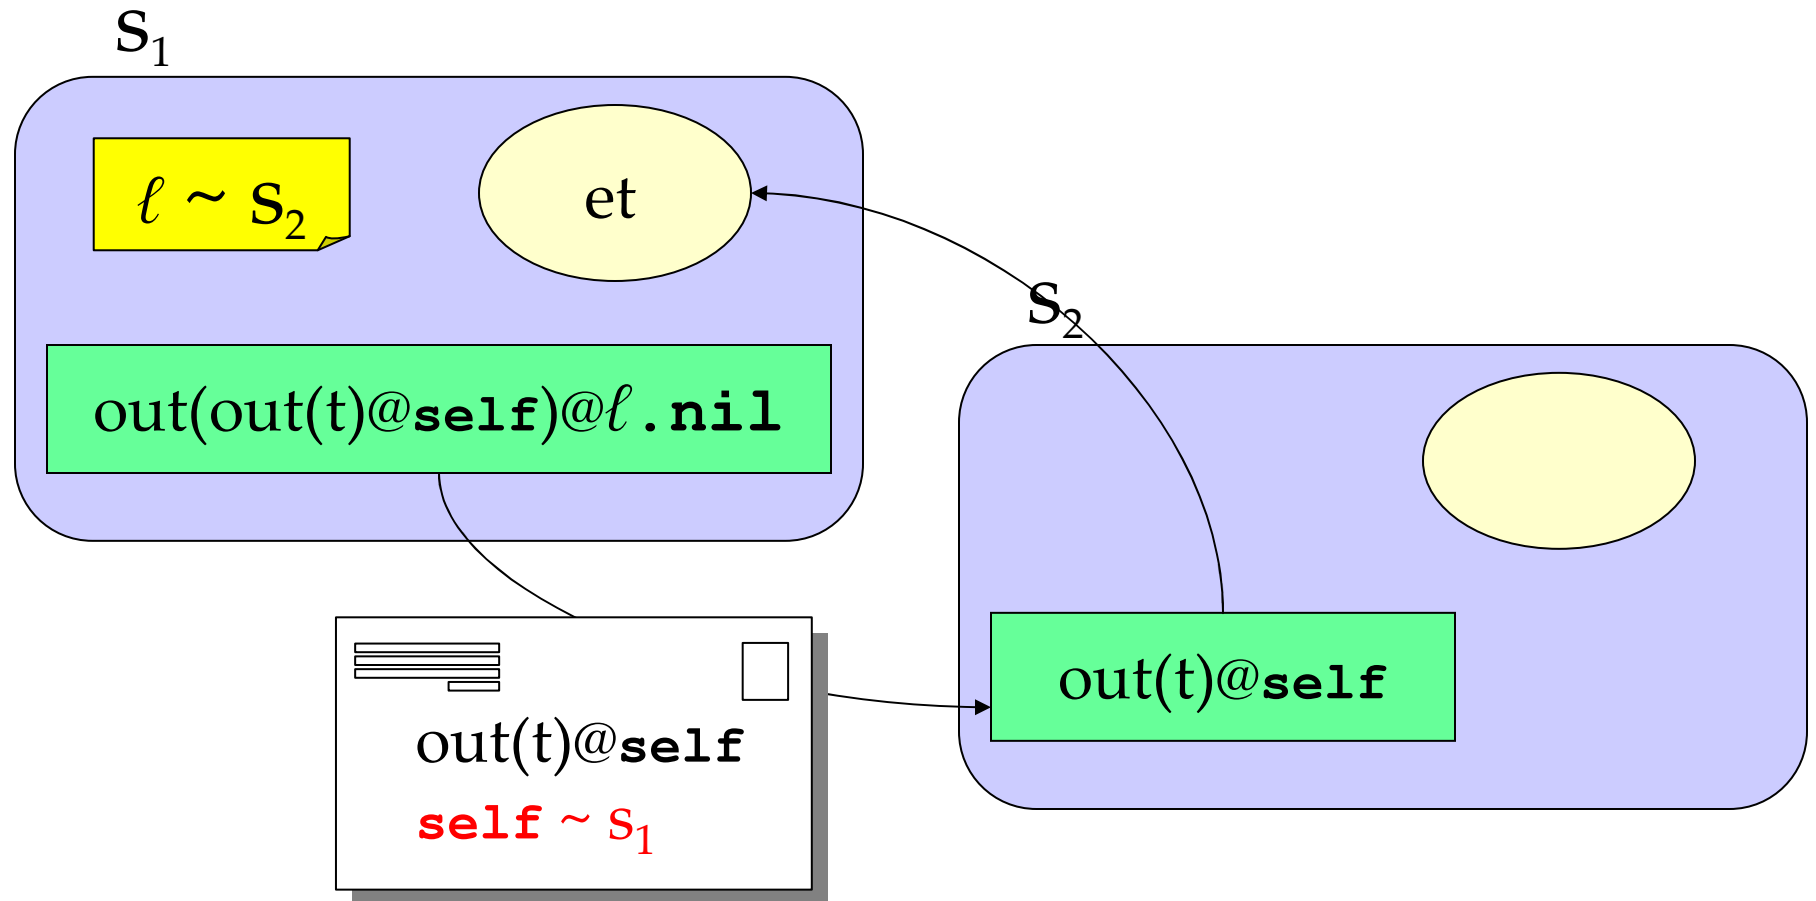 s₁
ℓ ~ s₂
et
out(out(t)@self)@ℓ.nil
s₂
out(t)@self
out(t)@self
self ~ s₁